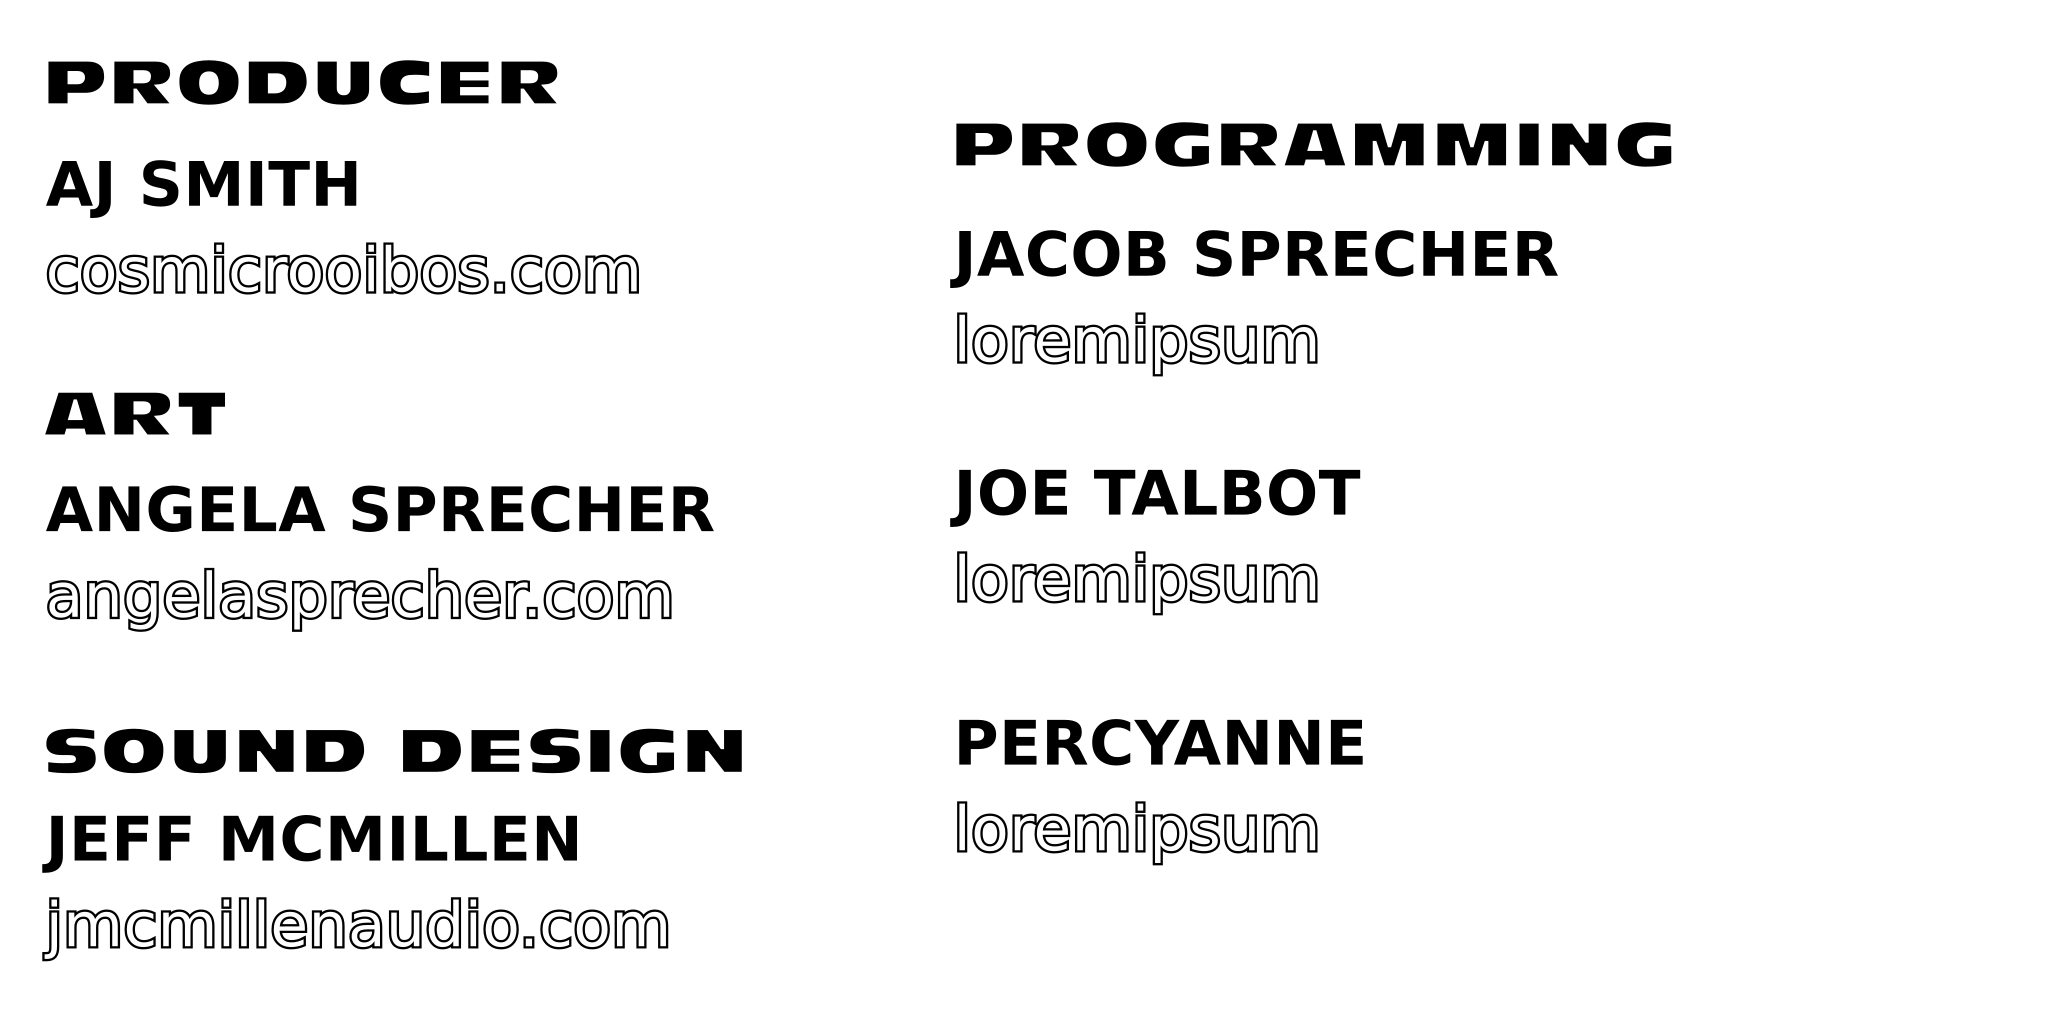 PRODUCER
AJ SMITH
cosmicrooibos.com
ART
ANGELA SPRECHER
angelasprecher.com
SOUND DESIGN
JEFF MCMILLEN
jmcmillenaudio.com
PROGRAMMING
JACOB SPRECHER
loremipsum
JOE TALBOT
loremipsum
PERCYANNE
loremipsum